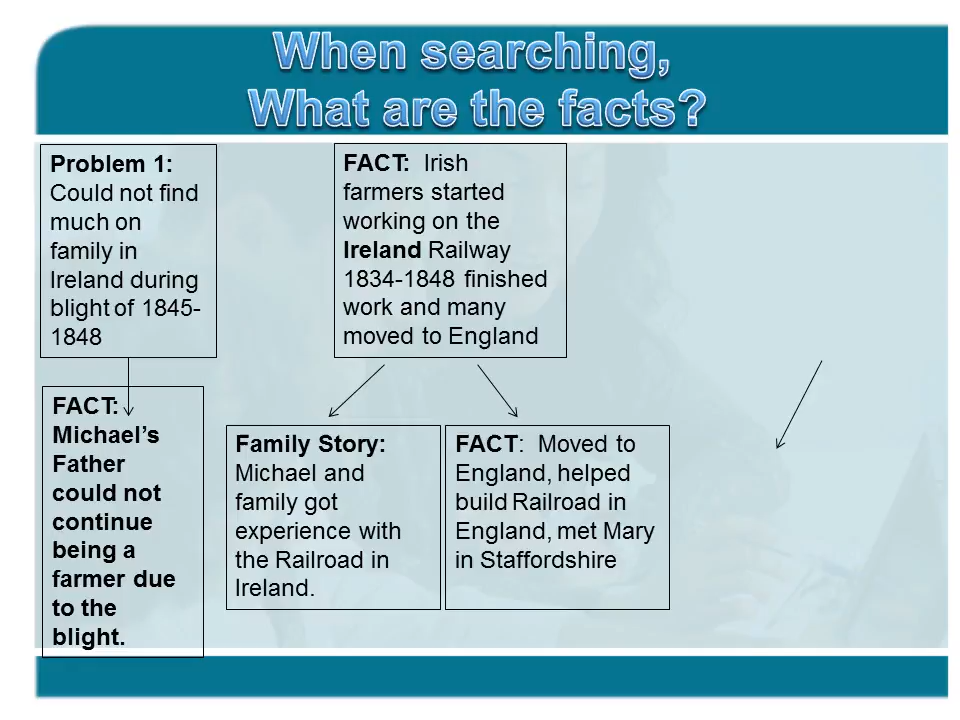 When searching,
What are the facts?
Problem 1:
Could not find
much on
family in
Ireland during
blight of 1845-
1848
FACT:  Irish
farmers started
working on the
Ireland Railway
1834-1848 finished
work and many
moved to England
FACT:
Michael’s
Father
could not
continue
being a
farmer due
to the
blight.
Family Story:
Michael and
family got
experience with
the Railroad in
Ireland.
FACT:  Moved to
England, helped
build Railroad in
England, met Mary
in Staffordshire